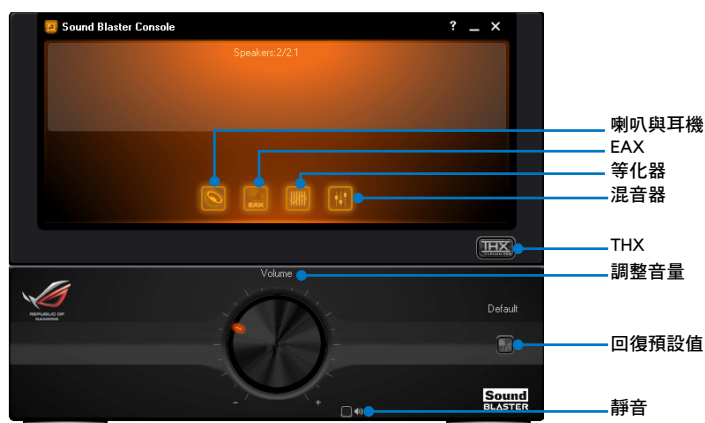 Sound Blaster Console
? _ ×
Speakers:2/2.1
EAX
THX
Volume
REPUBLIC OF
GAMERS
Default
- +
Sound
BLASTER
喇叭與耳機
EAX
等化器
混音器
THX
調整音量
回復預設值
靜音